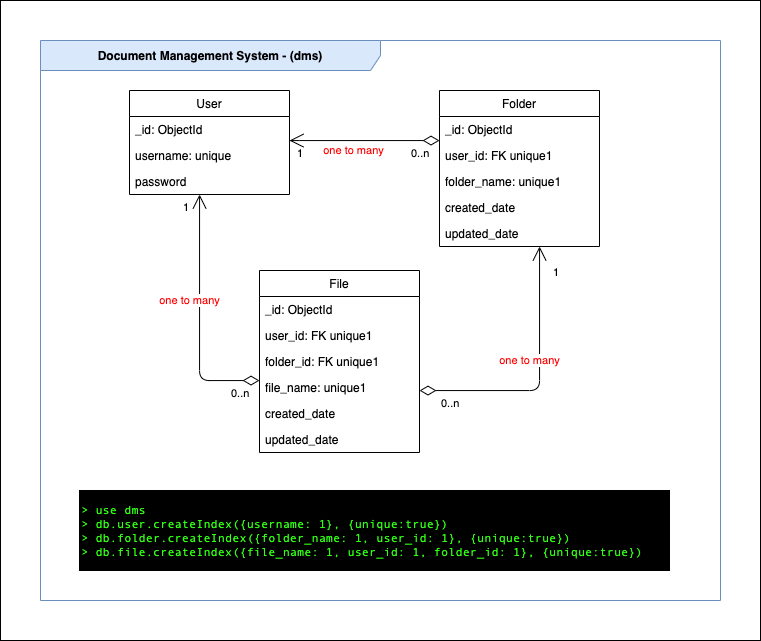 Document Management System - (dms)
User
_id: ObjectId
username: unique
password
Folder
_id: ObjectId
user_id: FK unique1
folder_name: unique1
created_date
updated_date
1
one to many
0..n
1
one to many
0..n
1
one to many
0..n
File
_id: ObjectId
user_id: FK unique1
folder_id: FK unique1
file_name: unique1
created_date
updated_date
> use dms
> db.user.createIndex({username: 1}, {unique:true})
> db.folder.createIndex({folder_name: 1, user_id: 1}, {unique:true})
> db.file.createIndex({file_name: 1, user_id: 1, folder_id: 1}, {unique:true})